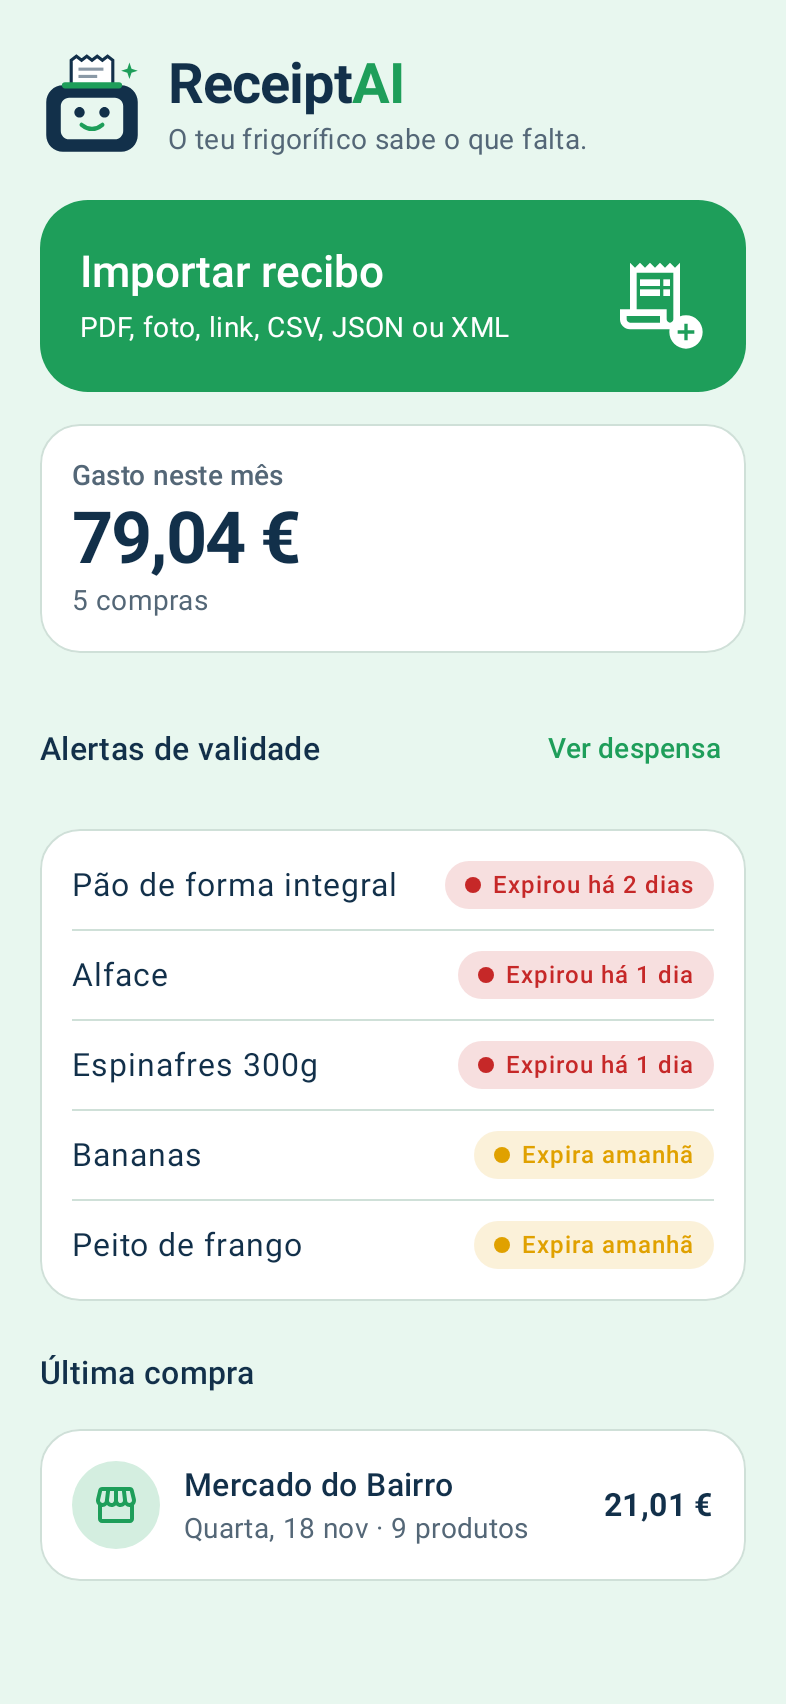 ReceiptAI
O teu frigorífico sabe o que falta.
Importar recibo
PDF, foto, link, CSV, JSON ou XML
Gasto neste mês
79,04 €
5 compras
Alertas de validade
Ver despensa
Pão de forma integral
Expirou há 2 dias
Alface
Expirou há 1 dia
Espinafres 300g
Expirou há 1 dia
Bananas
Expira amanhã
Peito de frango
Expira amanhã
Última compra
Mercado do Bairro
Quarta, 18 nov · 9 produtos
21,01 €